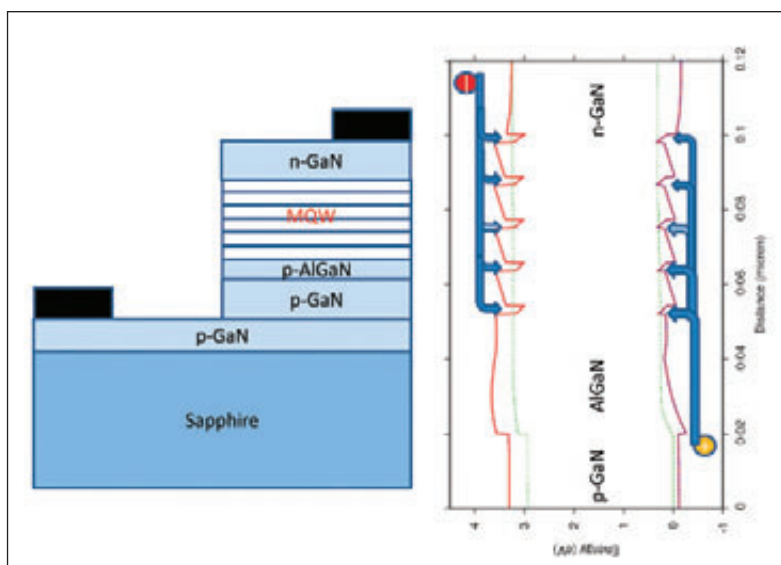 n-GaN
MQW
p-AlGaN
p-GaN
p-GaN
Sapphire
p-GaN
AlGaN
n-GaN
0
0.02
0.04
0.06
0.08
0.1
0.12
Distance (micron)
4
3
2
1
0
-1
Energy (eV)